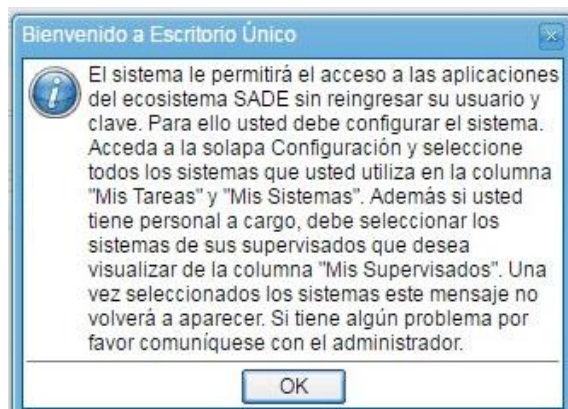 Bienvenido a Escritorio Único
El sistema le permitirá el acceso a las aplicaciones
del ecosistema SADE sin reingresar su usuario y
clave. Para ello usted debe configurar el sistema.
Acceda a la solapa Configuración y seleccione
todos los sistemas que usted utiliza en la columna
"Mis Tareas" y "Mis Sistemas". Además si usted
tiene personal a cargo, debe seleccionar los
sistemas de sus supervisados que desea
visualizar de la columna "Mis Supervisados". Una
vez seleccionados los sistemas este mensaje no
volverá a aparecer. Si tiene algún problema por
favor comuníquese con el administrador.
OK